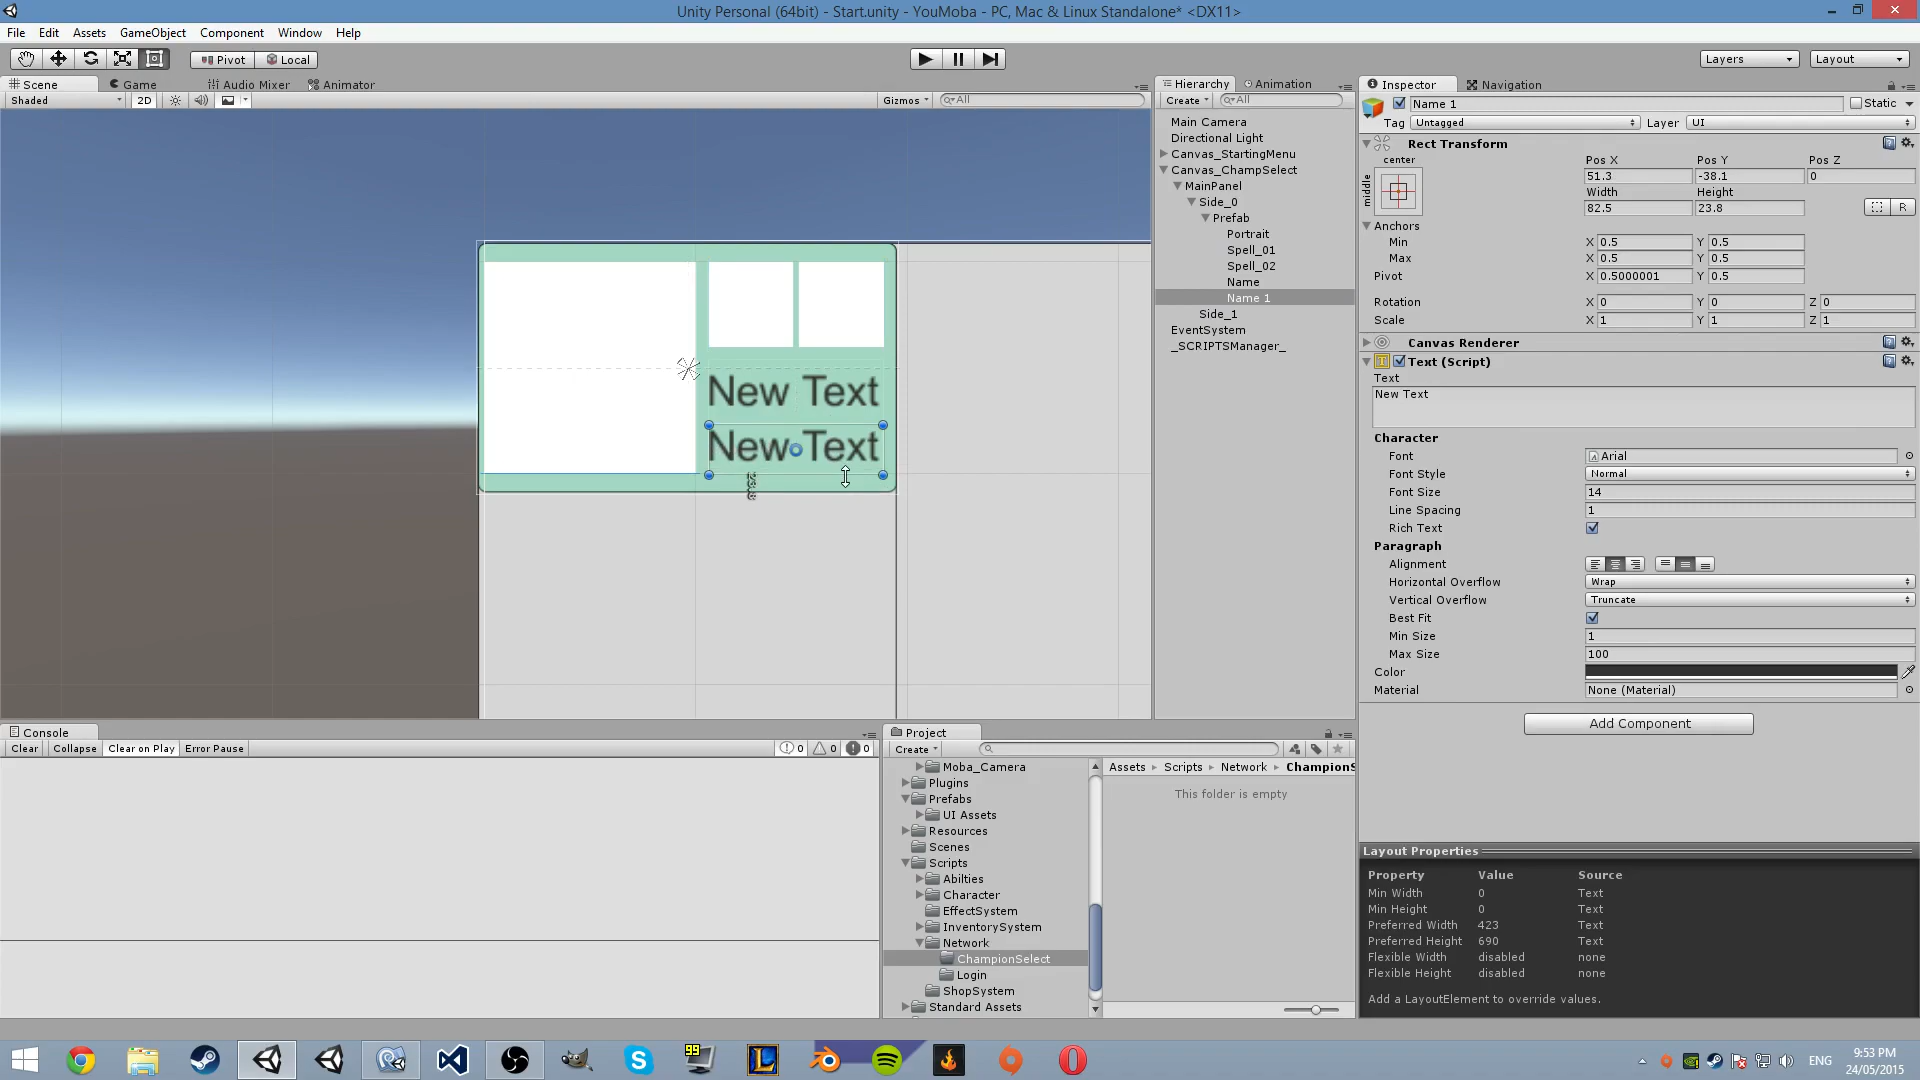 Unity Personal (64bit) - Start.unity - YouMoba - PC, Mac & Linux Standalone* <DX11>
File Edit Assets GameObject Component Window Help
Pivot Local Layers Layout
Scene Game Audio Mixer Animator
Shaded 2D Gizmos All
Hierarchy Animation
Create All
Main Camera
Directional Light
Canvas_StartingMenu
Canvas_ChampSelect
MainPanel
Side_0
Prefab
Portrait
Spell_01
Spell_02
Name
Name 1
Side_1
EventSystem
_SCRIPTSManager_
New Text
New Text
Inspector Navigation
Name 1 Static
Tag Untagged Layer UI
Rect Transform
center Pos X Pos Y Pos Z
middle 51.3 -38.1 0
Width Height
82.5 23.8 R
Anchors
Min X 0.5 Y 0.5
Max X 0.5 Y 0.5
Pivot X 0.5000001 Y 0.5
Rotation X 0 Y 0 Z 0
Scale X 1 Y 1 Z 1
Canvas Renderer
Text (Script)
Text
New Text
Character
Font Arial
Font Style Normal
Font Size 14
Line Spacing 1
Rich Text
Paragraph
Alignment
Horizontal Overflow Wrap
Vertical Overflow Truncate
Best Fit
Min Size 1
Max Size 100
Color
Material None (Material)
Add Component
Layout Properties
Property Value Source
Min Width 0 Text
Min Height 0 Text
Preferred Width 423 Text
Preferred Height 690 Text
Flexible Width disabled none
Flexible Height disabled none
Add a LayoutElement to override values.
Console
Clear Collapse Clear on Play Error Pause 0 0 0
Project
Create
Moba_Camera
Plugins
Prefabs
UI Assets
Resources
Scenes
Scripts
Abilties
Character
EffectSystem
InventorySystem
Network
ChampionSelect
Login
ShopSystem
Standard Assets
Assets Scripts Network ChampionS
This folder is empty
99
ENG
9:53 PM
24/05/2015